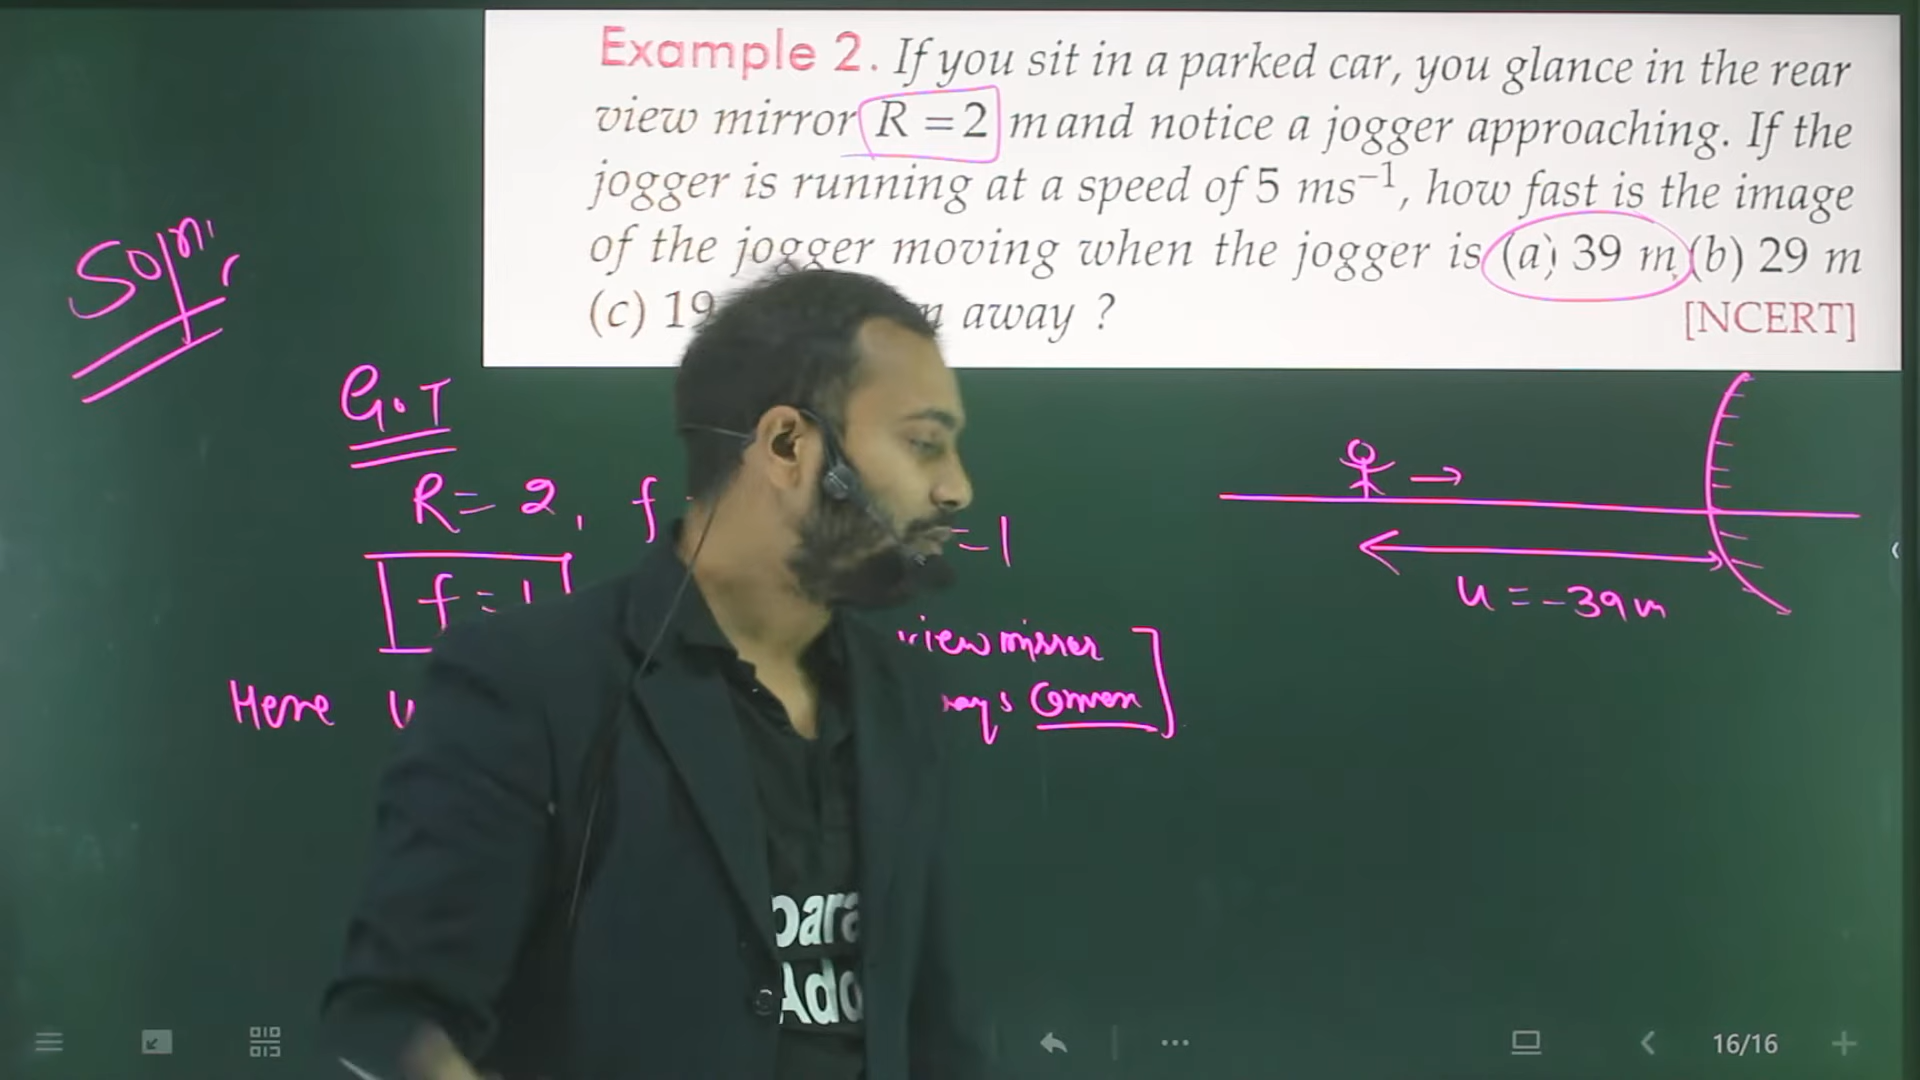 Example 2. If you sit in a parked car, you glance in the rear
view mirror R = 2 m and notice a jogger approaching. If the
jogger is running at a speed of 5 ms⁻¹, how fast is the image
of the jogger moving when the jogger is (a) 39 m (b) 29 m
(c) 19 away ?
[NCERT]
Soln
G.T
R = 2, f = 1
f = 1
view mirror
Here Conven
u = -39m
16/16